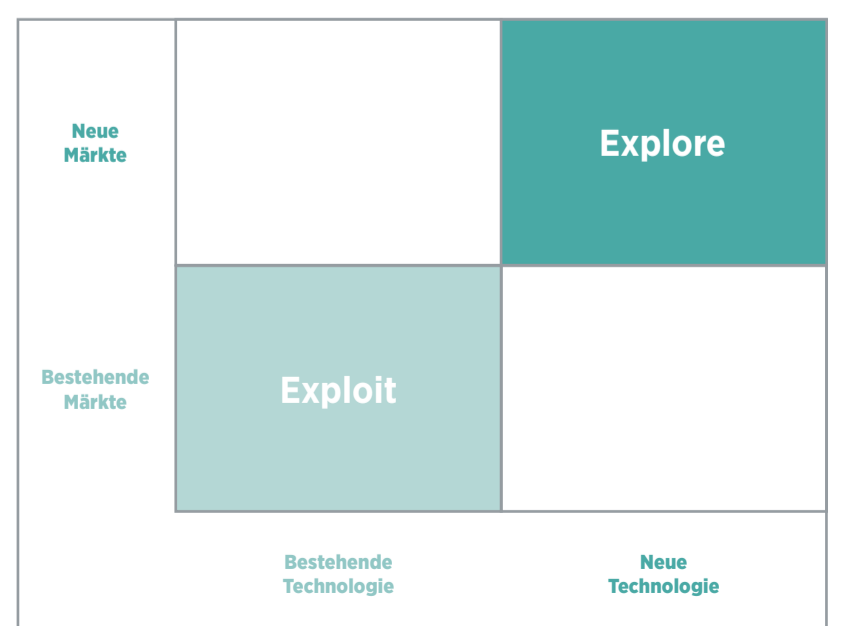 Neue
Märkte
Explore
Bestehende
Märkte
Exploit
Bestehende
Technologie
Neue
Technologie